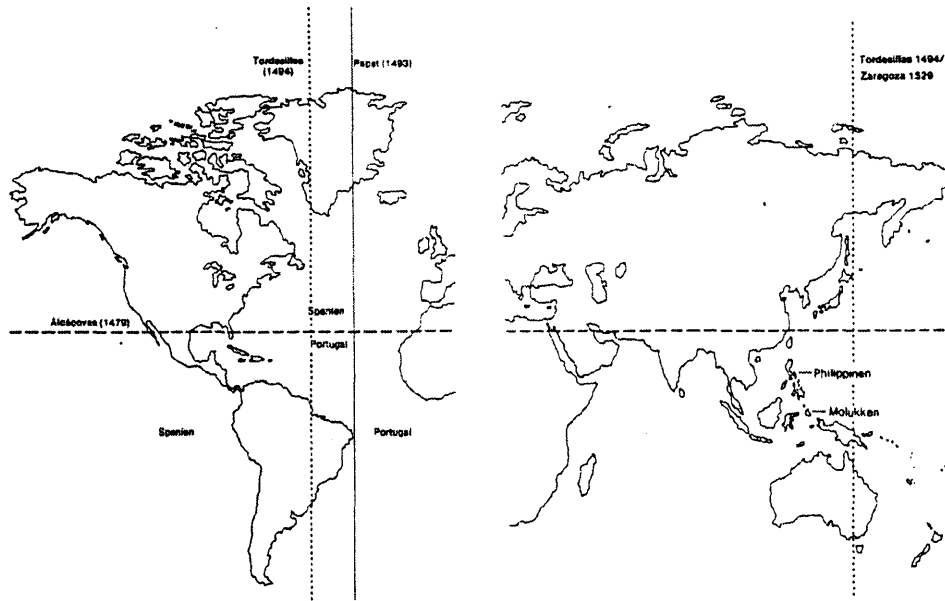 Tordesillas
(1494)
Papst (1493)
Tordesillas 1494/
Zaragoza 1529
Alcáçovas (1479)
Spanien
Portugal
Spanien
Portugal
Philippinen
Molukken